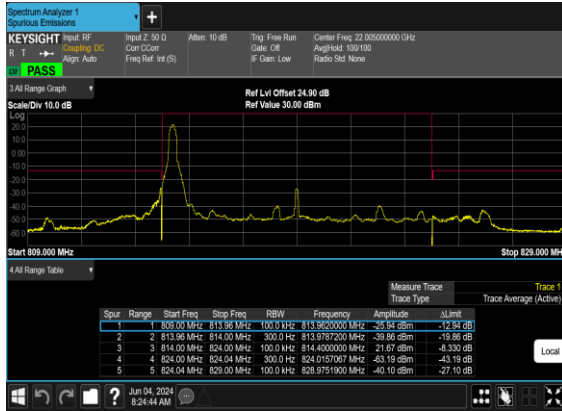 Spectrum Analyzer 1
Spurious Emissions
KEYSIGHT Input: RF Input Z: 50 Ω Atten: 10 dB Trig: Free Run Center Freq: 22.005000000 GHz
R T Coupling: DC Corr CCorr Gate: Off Avg|Hold: 100/100
Align: Auto Freq Ref: Int (S) IF Gain: Low Radio Std: None
PASS
3 All Range Graph
Ref Lvl Offset 24.90 dB
Scale/Div 10.0 dB Ref Value 30.00 dBm
Log
20.0
10.0
0.00
-10.0
-20.0
-30.0
-40.0
-50.0
-60.0
Start 809.000 MHz Stop 829.000 MH
4 All Range Table
Measure Trace Trace 1
Trace Type Trace Average (Active)
Spur Range Start Freq Stop Freq RBW Frequency Amplitude ΔLimit
1 1 809.00 MHz 813.96 MHz 100.0 kHz 813.9620000 MHz -25.94 dBm -12.94 dB
2 2 813.96 MHz 814.00 MHz 300.0 Hz 813.9787200 MHz -39.86 dBm -19.86 dB
3 3 814.00 MHz 824.00 MHz 100.0 kHz 814.4000000 MHz 21.67 dBm -8.330 dB
4 4 824.00 MHz 824.04 MHz 300.0 Hz 824.0157067 MHz -63.19 dBm -43.19 dB
5 5 824.04 MHz 829.00 MHz 100.0 kHz 828.9751900 MHz -40.10 dBm -27.10 dB
Local
Jun 04, 2024
8:24:44 AM